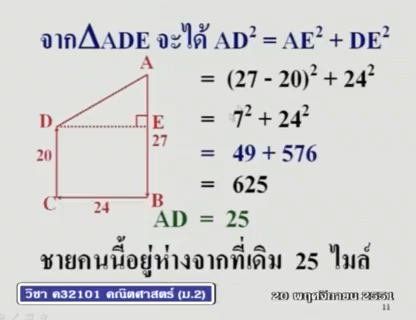 จากΔADE จะได้ AD² = AE² + DE²
= (27 - 20)² + 24²
= 7² + 24²
= 49 + 576
= 625
AD = 25
A
D
E
20
27
C
24
B
ชายคนนี้อยู่ห่างจากที่เดิม 25 ไมล์
วิชา ค32101 คณิตศาสตร์ (ม.2)
20 พฤศจิกายน 2551
11